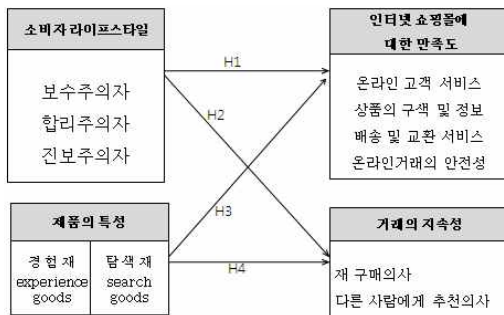 소비자 라이프스타일
보수주의자
합리주의자
진보주의자
인터넷 쇼핑몰에
대한 만족도
온라인 고객 서비스
상품의 구색 및 정보
배송 및 교환 서비스
온라인거래의 안전성
H1
H2
H3
H4
제품의 특성
경험재
experience
goods
탐색재
search
goods
거래의 지속성
재 구매의사
다른 사람에게 추천의사